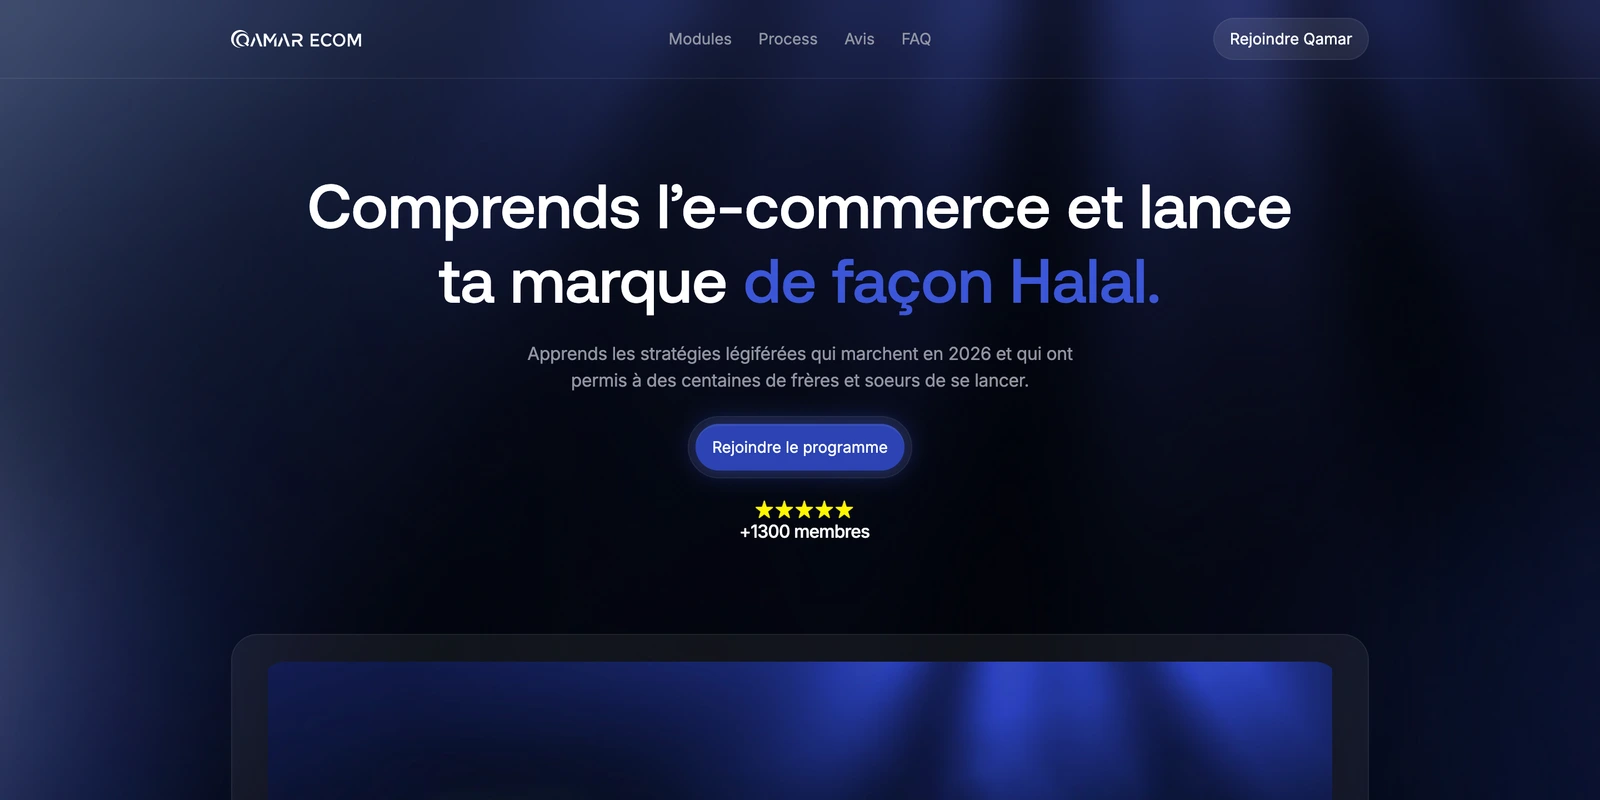 QAMAR ECOM
Modules
Process
Avis
FAQ
Rejoindre Qamar
Comprends l’e-commerce et lance
ta marque de façon Halal.
Apprends les stratégies légiférées qui marchent en 2026 et qui ont
permis à des centaines de frères et soeurs de se lancer.
Rejoindre le programme
+1300 membres